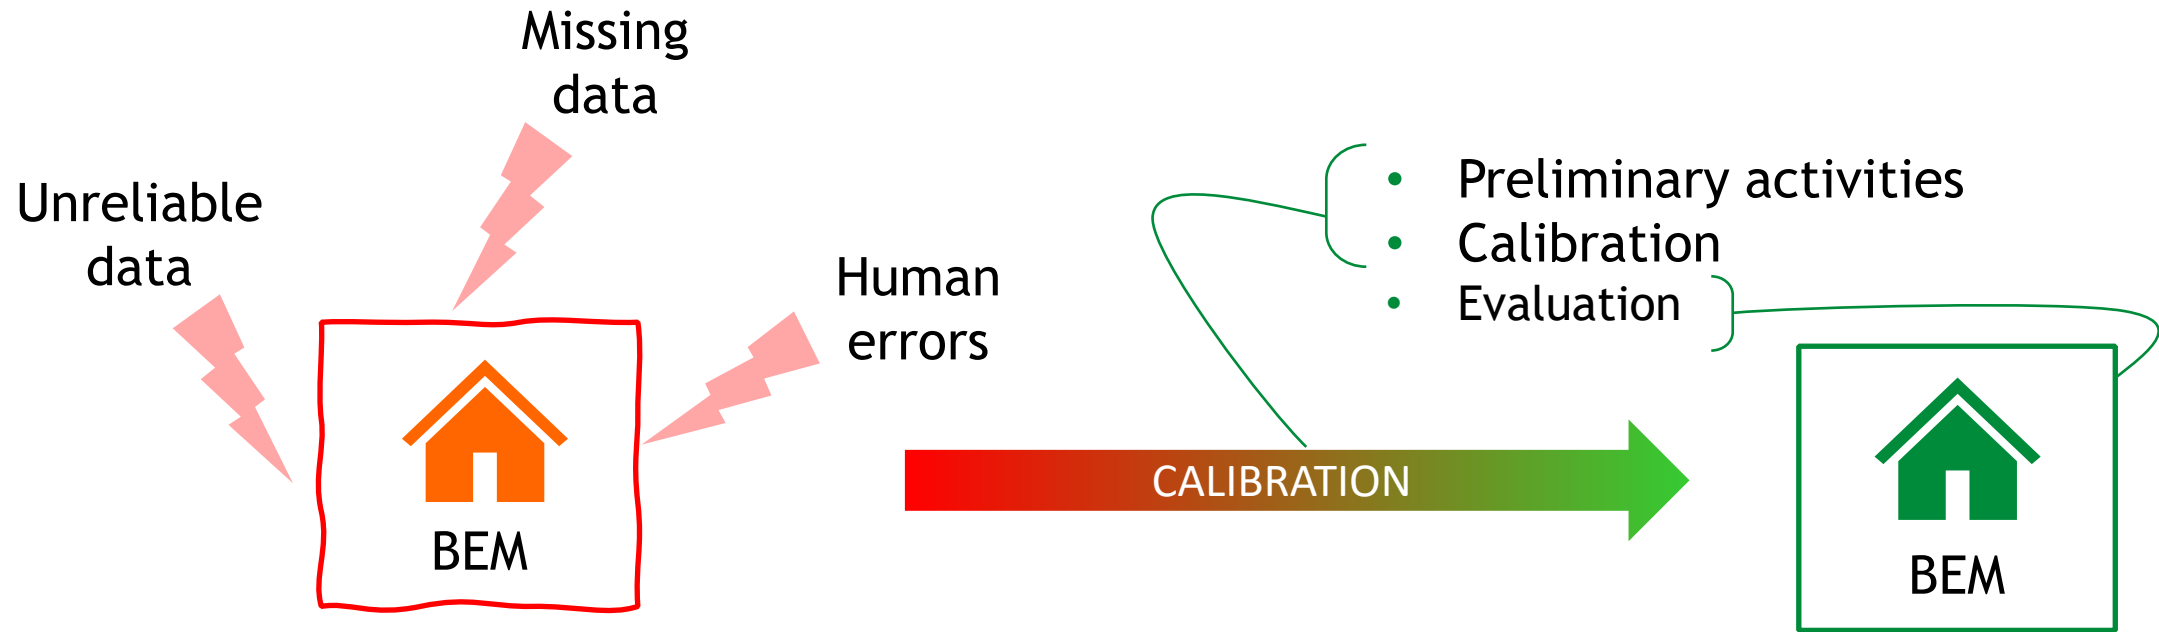 Missing
data
Unreliable
data
Human
errors
BEM
CALIBRATION
• Preliminary activities
• Calibration
• Evaluation
BEM